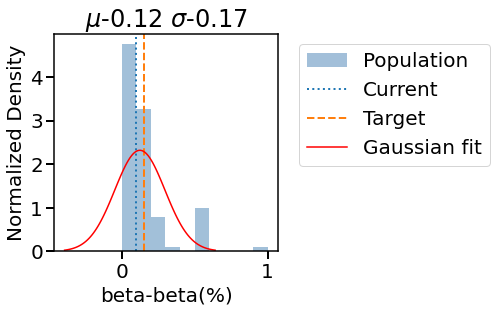 μ-0.12 σ-0.17
Normalized Density
4
3
2
1
0
0 1
beta-beta(%)
Population
Current
Target
Gaussian fit